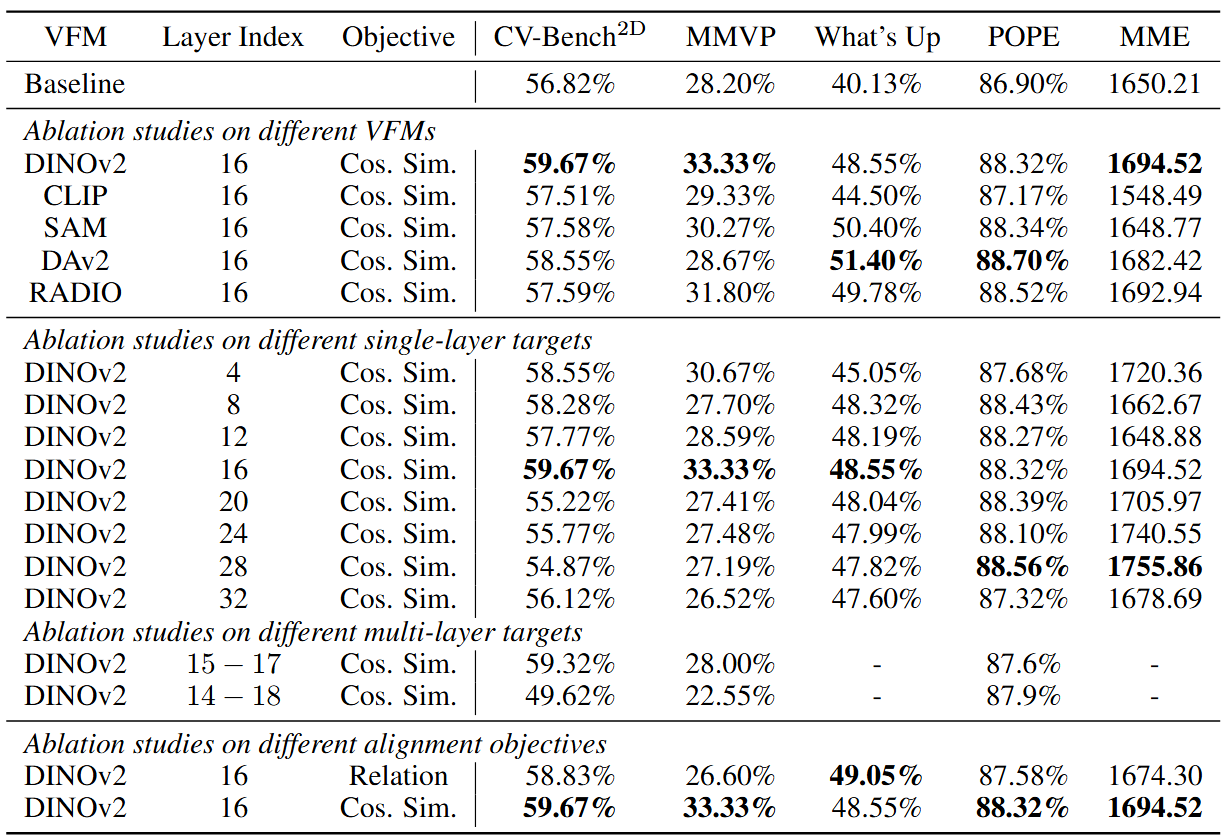 VFM Layer Index Objective CV-Bench2D MMVP What's Up POPE MME
Baseline 56.82% 28.20% 40.13% 86.90% 1650.21
Ablation studies on different VFMs
DINOv2 16 Cos. Sim. 59.67% 33.33% 48.55% 88.32% 1694.52
CLIP 16 Cos. Sim. 57.51% 29.33% 44.50% 87.17% 1548.49
SAM 16 Cos. Sim. 57.58% 30.27% 50.40% 88.34% 1648.77
DAv2 16 Cos. Sim. 58.55% 28.67% 51.40% 88.70% 1682.42
RADIO 16 Cos. Sim. 57.59% 31.80% 49.78% 88.52% 1692.94
Ablation studies on different single-layer targets
DINOv2 4 Cos. Sim. 58.55% 30.67% 45.05% 87.68% 1720.36
DINOv2 8 Cos. Sim. 58.28% 27.70% 48.32% 88.43% 1662.67
DINOv2 12 Cos. Sim. 57.77% 28.59% 48.19% 88.27% 1648.88
DINOv2 16 Cos. Sim. 59.67% 33.33% 48.55% 88.32% 1694.52
DINOv2 20 Cos. Sim. 55.22% 27.41% 48.04% 88.39% 1705.97
DINOv2 24 Cos. Sim. 55.77% 27.48% 47.99% 88.10% 1740.55
DINOv2 28 Cos. Sim. 54.87% 27.19% 47.82% 88.56% 1755.86
DINOv2 32 Cos. Sim. 56.12% 26.52% 47.60% 87.32% 1678.69
Ablation studies on different multi-layer targets
DINOv2 15 − 17 Cos. Sim. 59.32% 28.00% - 87.6% -
DINOv2 14 − 18 Cos. Sim. 49.62% 22.55% - 87.9% -
Ablation studies on different alignment objectives
DINOv2 16 Relation 58.83% 26.60% 49.05% 87.58% 1674.30
DINOv2 16 Cos. Sim. 59.67% 33.33% 48.55% 88.32% 1694.52